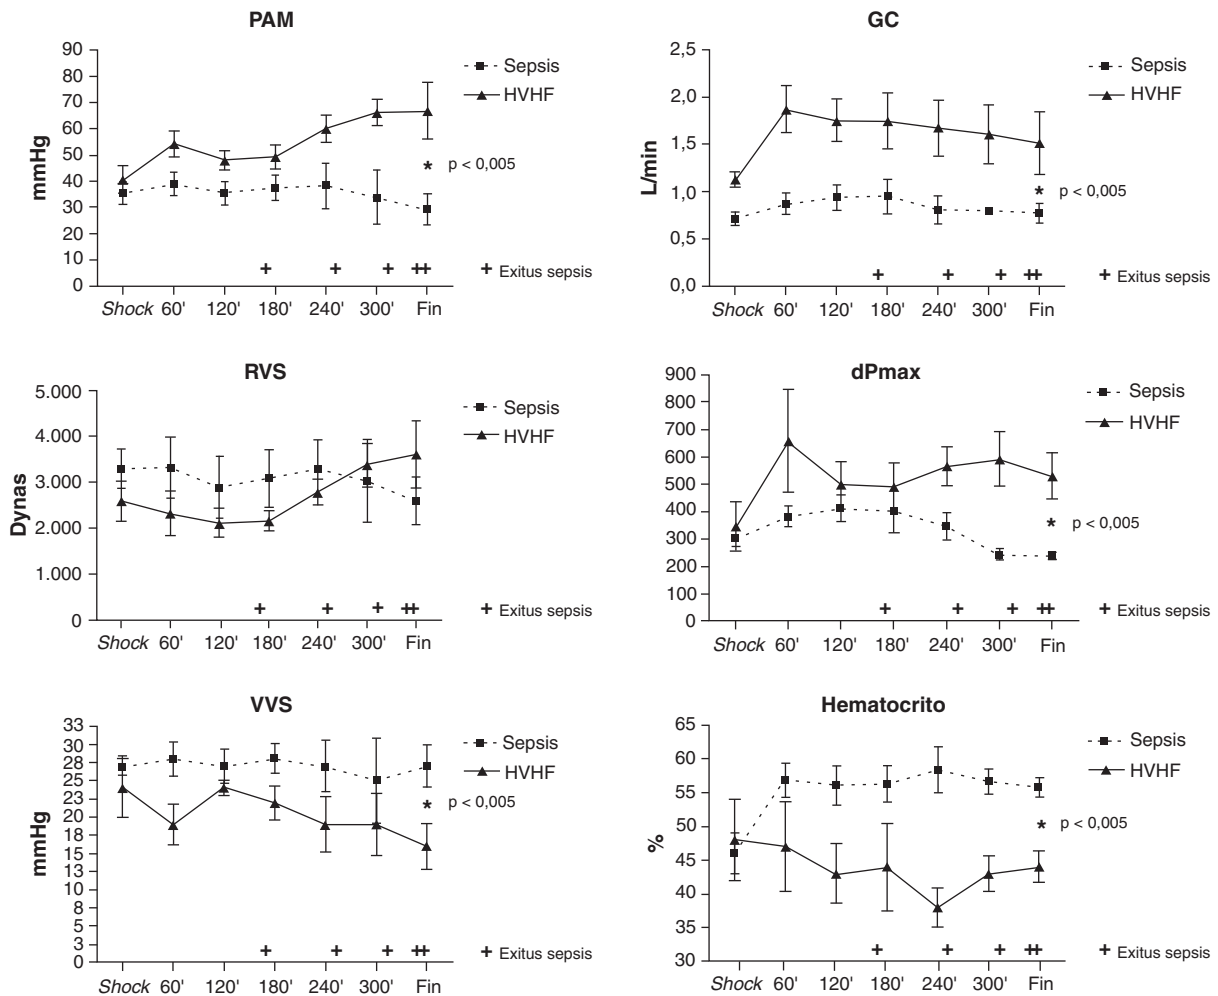 PAM
90
80
70
60
50
40
30
20
10
0
mmHg
Sepsis
HVHF
* p < 0,005
+ Exitus sepsis
+ + + ++
Shock 60' 120' 180' 240' 300' Fin
GC
2,5
2,0
1,5
1,0
0,5
0,0
L/min
Sepsis
HVHF
* p < 0,005
+ Exitus sepsis
+ + + ++
Shock 60' 120' 180' 240' 300' Fin
RVS
5.000
4.000
3.000
2.000
1.000
0
Dynas
Sepsis
HVHF
+ Exitus sepsis
+ + + ++
Shock 60' 120' 180' 240' 300' Fin
dPmax
900
800
700
600
500
400
300
200
100
0
Sepsis
HVHF
* p < 0,005
+ Exitus sepsis
+ + + ++
Shock 60' 120' 180' 240' 300' Fin
VVS
33
30
28
25
23
20
18
15
13
10
8
5
3
0
mmHg
Sepsis
HVHF
* p < 0,005
+ Exitus sepsis
+ + + ++
Shock 60' 120' 180' 240' 300' Fin
Hematocrito
65
60
55
50
45
40
35
30
%
Sepsis
HVHF
* p < 0,005
+ Exitus sepsis
+ + + ++
Shock 60' 120' 180' 240' 300' Fin